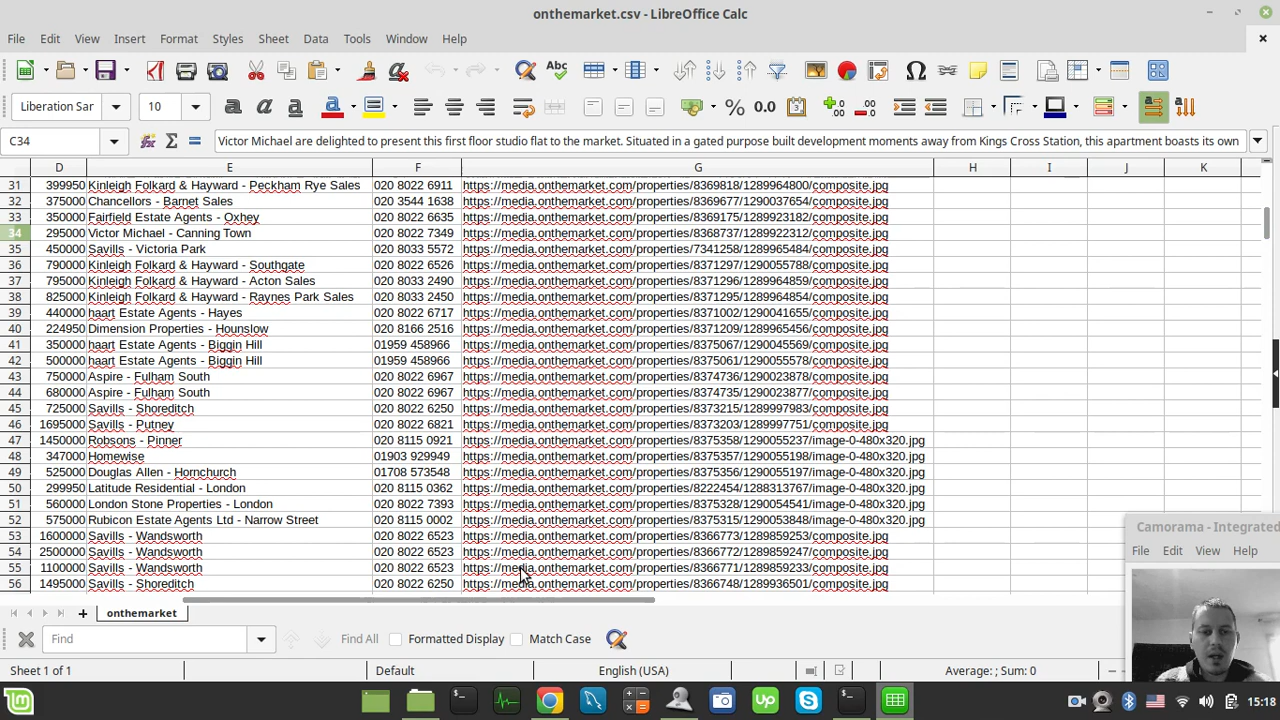 onthemarket.csv - LibreOffice Calc
File Edit View Insert Format Styles Sheet Data Tools Window Help
Liberation Sar 10
C34 Victor Michael are delighted to present this first floor studio flat to the market. Situated in a gated purpose built development moments away from Kings Cross Station, this apartment boasts its own
D E F G H I J K
31 399950 Kinleigh Folkard & Hayward - Peckham Rye Sales 020 8022 6911 https://media.onthemarket.com/properties/8369818/1289964800/composite.jpg
32 375000 Chancellors - Barnet Sales 020 3544 1638 https://media.onthemarket.com/properties/8369677/1290037654/composite.jpg
33 350000 Fairfield Estate Agents - Oxhey 020 8022 6635 https://media.onthemarket.com/properties/8369175/1289923182/composite.jpg
34 295000 Victor Michael - Canning Town 020 8022 7349 https://media.onthemarket.com/properties/8368737/1289922312/composite.jpg
35 450000 Savills - Victoria Park 020 8033 5572 https://media.onthemarket.com/properties/7341258/1289965484/composite.jpg
36 790000 Kinleigh Folkard & Hayward - Southgate 020 8022 6526 https://media.onthemarket.com/properties/8371297/1290055788/composite.jpg
37 795000 Kinleigh Folkard & Hayward - Acton Sales 020 8033 2490 https://media.onthemarket.com/properties/8371296/1289964859/composite.jpg
38 825000 Kinleigh Folkard & Hayward - Raynes Park Sales 020 8033 2450 https://media.onthemarket.com/properties/8371295/1289964854/composite.jpg
39 440000 haart Estate Agents - Hayes 020 8022 6717 https://media.onthemarket.com/properties/8371002/1290041655/composite.jpg
40 224950 Dimension Properties - Hounslow 020 8166 2516 https://media.onthemarket.com/properties/8371209/1289965456/composite.jpg
41 350000 haart Estate Agents - Biggin Hill 01959 458966 https://media.onthemarket.com/properties/8375067/1290045569/composite.jpg
42 500000 haart Estate Agents - Biggin Hill 01959 458966 https://media.onthemarket.com/properties/8375061/1290055578/composite.jpg
43 750000 Aspire - Fulham South 020 8022 6967 https://media.onthemarket.com/properties/8374736/1290023878/composite.jpg
44 680000 Aspire - Fulham South 020 8022 6967 https://media.onthemarket.com/properties/8374735/1290023877/composite.jpg
45 725000 Savills - Shoreditch 020 8022 6250 https://media.onthemarket.com/properties/8373215/1289997983/composite.jpg
46 1695000 Savills - Putney 020 8022 6821 https://media.onthemarket.com/properties/8373203/1289997751/composite.jpg
47 1450000 Robsons - Pinner 020 8115 0921 https://media.onthemarket.com/properties/8375358/1290055237/image-0-480x320.jpg
48 347000 Homewise 01903 929949 https://media.onthemarket.com/properties/8375357/1290055198/image-0-480x320.jpg
49 525000 Douglas Allen - Hornchurch 01708 573548 https://media.onthemarket.com/properties/8375356/1290055197/image-0-480x320.jpg
50 299950 Latitude Residential - London 020 8115 0362 https://media.onthemarket.com/properties/8222454/1288313767/image-0-480x320.jpg
51 560000 London Stone Properties - London 020 8022 7393 https://media.onthemarket.com/properties/8375328/1290054541/image-0-480x320.jpg
52 575000 Rubicon Estate Agents Ltd - Narrow Street 020 8115 0002 https://media.onthemarket.com/properties/8375315/1290053848/image-0-480x320.jpg
53 1600000 Savills - Wandsworth 020 8022 6523 https://media.onthemarket.com/properties/8366773/1289859253/composite.jpg
54 2500000 Savills - Wandsworth 020 8022 6523 https://media.onthemarket.com/properties/8366772/1289859247/composite.jpg
55 1100000 Savills - Wandsworth 020 8022 6523 https://media.onthemarket.com/properties/8366771/1289859233/composite.jpg
56 1495000 Savills - Shoreditch 020 8022 6250 https://media.onthemarket.com/properties/8366748/1289936501/composite.jpg
Camorama - Integrated
File Edit View Help
onthemarket
Find Find All Formatted Display Match Case
Sheet 1 of 1 Default English (USA) Average: ; Sum: 0
Up 15:18